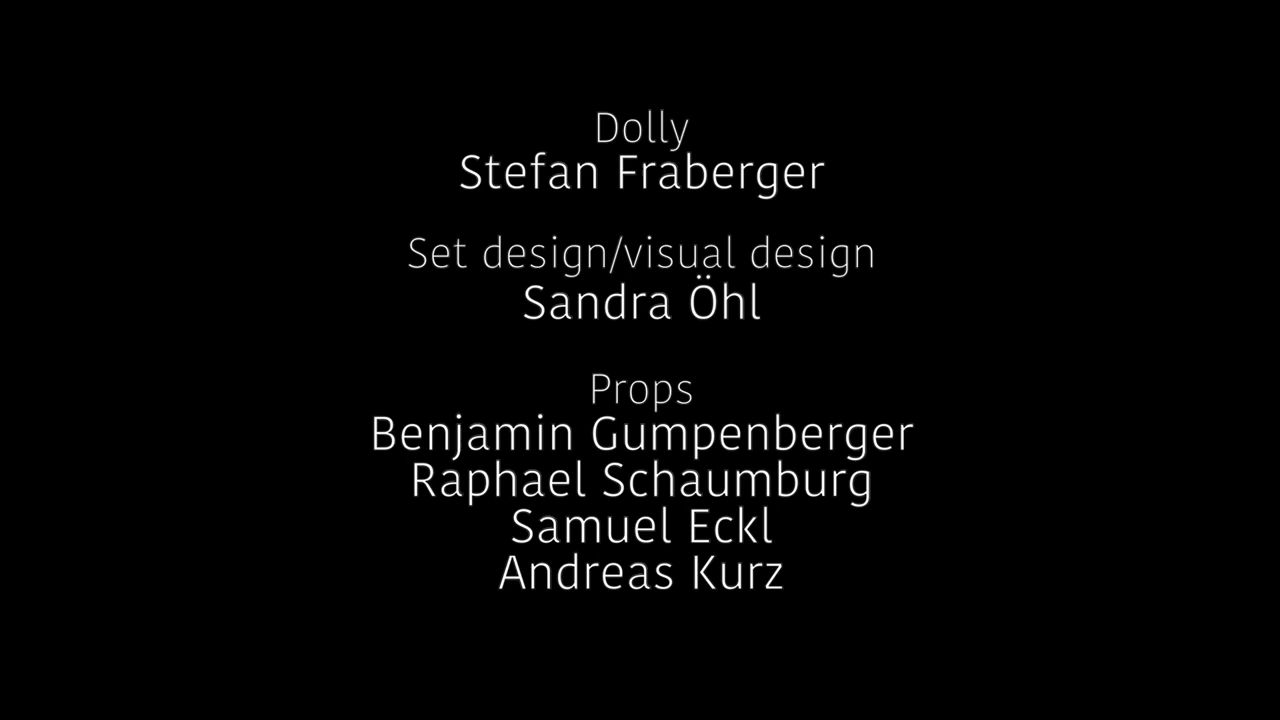 Dolly
Stefan Fraberger
Set design/visual design
Sandra Öhl
Props
Benjamin Gumpenberger
Raphael Schaumburg
Samuel Eckl
Andreas Kurz